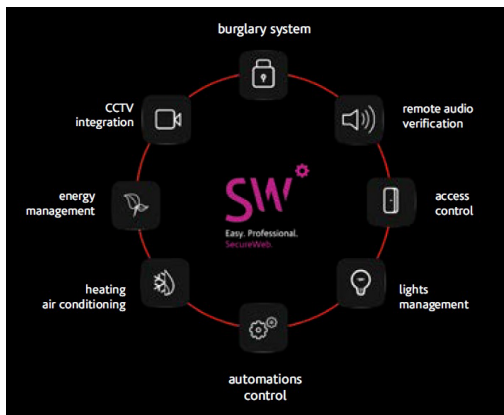 burglary system
CCTV
integration
remote audio
verification
energy
management
SW
Easy. Professional.
SecureWeb.
access
control
heating
air conditioning
lights
management
automations
control